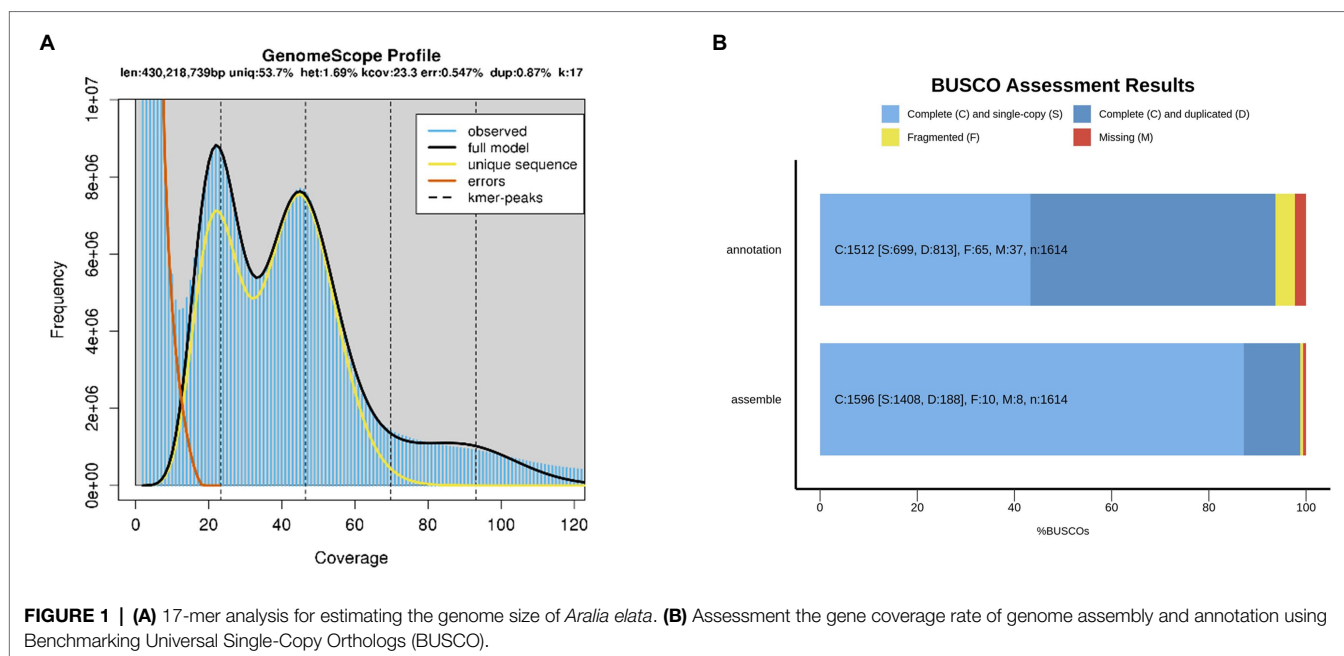 A
GenomeScope Profile
len:430,218,739bp uniq:53.7% het:1.69% kcov:23.3 err:0.547% dup:0.87% k:17
observed
full model
unique sequence
errors
kmer-peaks
Frequency
1e+07
8e+06
6e+06
4e+06
2e+06
0e+00
0 20 40 60 80 100 120
Coverage
B
BUSCO Assessment Results
Complete (C) and single-copy (S) Complete (C) and duplicated (D)
Fragmented (F) Missing (M)
annotation
C:1512 [S:699, D:813], F:65, M:37, n:1614
assemble
C:1596 [S:1408, D:188], F:10, M:8, n:1614
0 20 40 60 80 100
%BUSCOs
FIGURE 1 | (A) 17-mer analysis for estimating the genome size of Aralia elata. (B) Assessment the gene coverage rate of genome assembly and annotation using
Benchmarking Universal Single-Copy Orthologs (BUSCO).